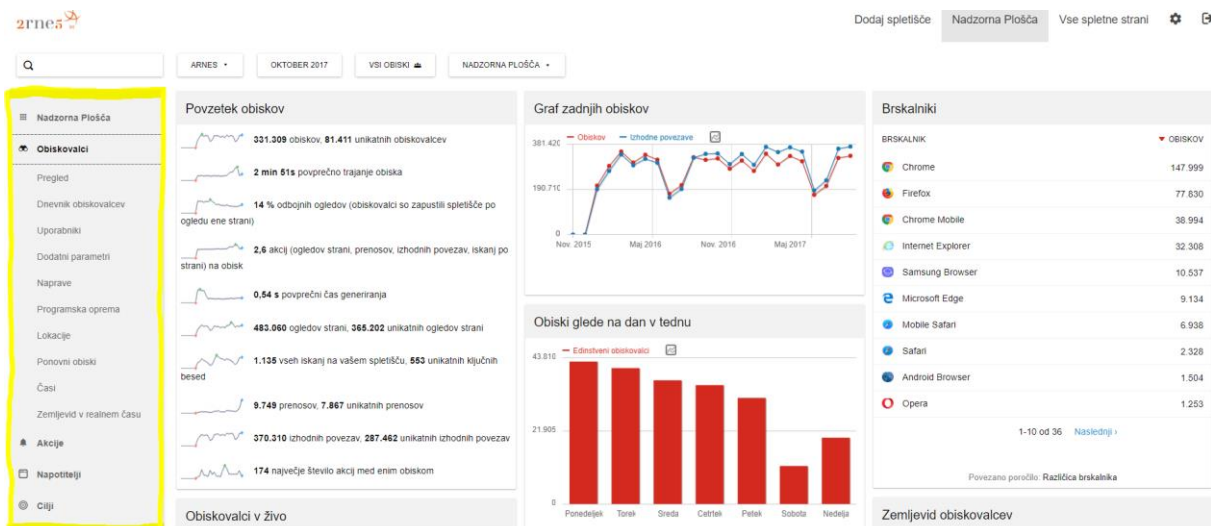 arnes
Dodaj spletišče
Nadzorna Plošča
Vse spletne strani
ARNES
OKTOBER 2017
VSI OBISKI
NADZORNA PLOŠČA
Nadzorna Plošča
Obiskovalci
Pregled
Dnevnik obiskovalcev
Uporabniki
Dodatni parametri
Naprave
Programska oprema
Lokacije
Ponovni obiski
Časi
Zemljevid v realnem času
Akcije
Napotitelji
Cilji
Povzetek obiskov
331.309 obiskov, 81.411 unikatnih obiskovalcev
2 min 51s povprečno trajanje obiska
14 % odbojnih ogledov (obiskovalci so zapustili spletišče po
ogledu ene strani)
2,6 akcij (ogledov strani, prenosov, izhodnih povezav, iskanj po
strani) na obisk
0,54 s povprečni čas generiranja
483.060 ogledov strani, 365.202 unikatnih ogledov strani
1.135 vseh iskanj na vašem spletišču, 553 unikatnih ključnih
besed
9.749 prenosov, 7.867 unikatnih prenosov
370.310 izhodnih povezav, 287.462 unikatnih izhodnih povezav
174 največje število akcij med enim obiskom
Obiskovalci v živo
Graf zadnjih obiskov
Obiskov
Izhodne povezave
381.420
190.710
0
Nov. 2015
Maj 2016
Nov. 2016
Maj 2017
Obiski glede na dan v tednu
Edinstveni obiskovalci
43.810
21.905
0
Ponedeljek
Torek
Sreda
Četrtek
Petek
Sobota
Nedelja
Brskalniki
BRSKALNIK
OBISKOV
Chrome 147.999
Firefox 77.830
Chrome Mobile 38.994
Internet Explorer 32.308
Samsung Browser 10.537
Microsoft Edge 9.134
Mobile Safari 6.938
Safari 2.328
Android Browser 1.504
Opera 1.253
1-10 od 36 Naslednji ›
Povezano poročilo: Različica brskalnika
Zemljevid obiskovalcev